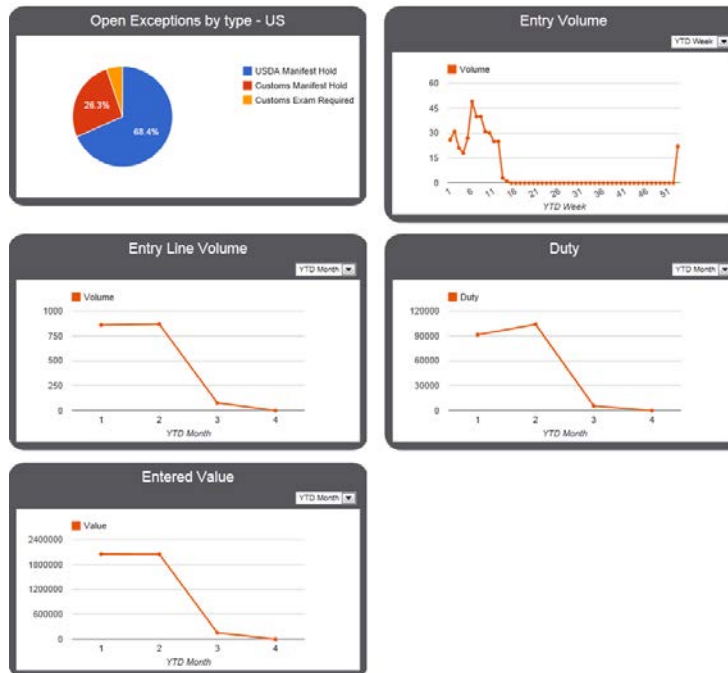 Open Exceptions by type - US
USDA Manifest Hold
Customs Manifest Hold
Customs Exam Required
26.3%
68.4%
Entry Volume
YTD Week
Volume
60
45
30
15
0
1
6
11
16
21
26
31
36
41
46
51
YTD Week
Entry Line Volume
YTD Month
Volume
1000
750
500
250
0
1 2 3 4
YTD Month
Duty
YTD Month
Duty
120000
90000
60000
30000
0
1 2 3 4
YTD Month
Entered Value
YTD Month
Value
2400000
1800000
1200000
600000
0
1 2 3 4
YTD Month